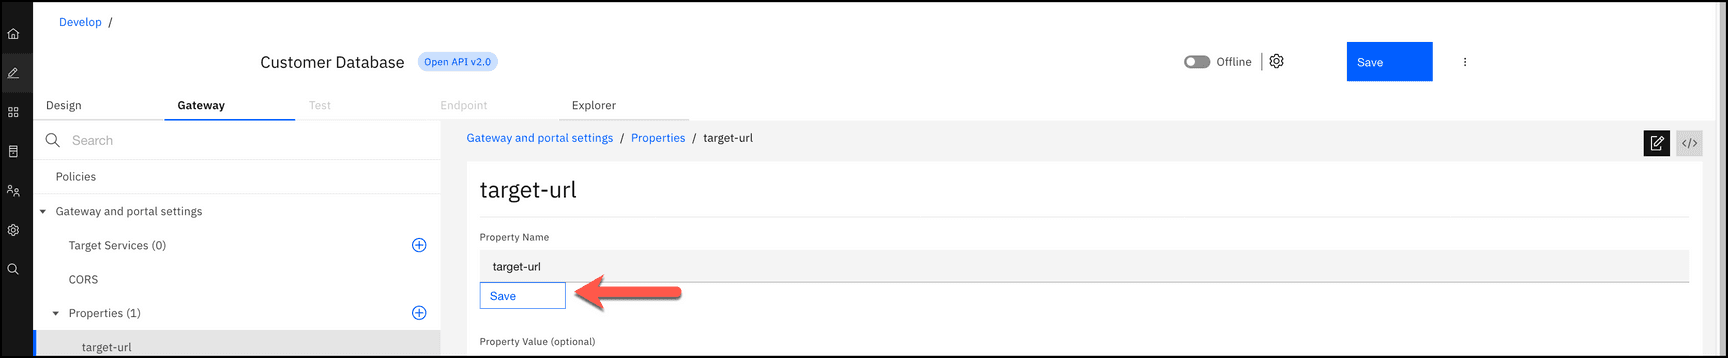 Develop /
Customer Database Open API v2.0 Offline Save
Design Gateway Test Endpoint Explorer
Search
Policies
Gateway and portal settings
Target Services (0)
CORS
Properties (1)
target-url
Gateway and portal settings / Properties / target-url
</>
target-url
Property Name
target-url
Save
Property Value (optional)